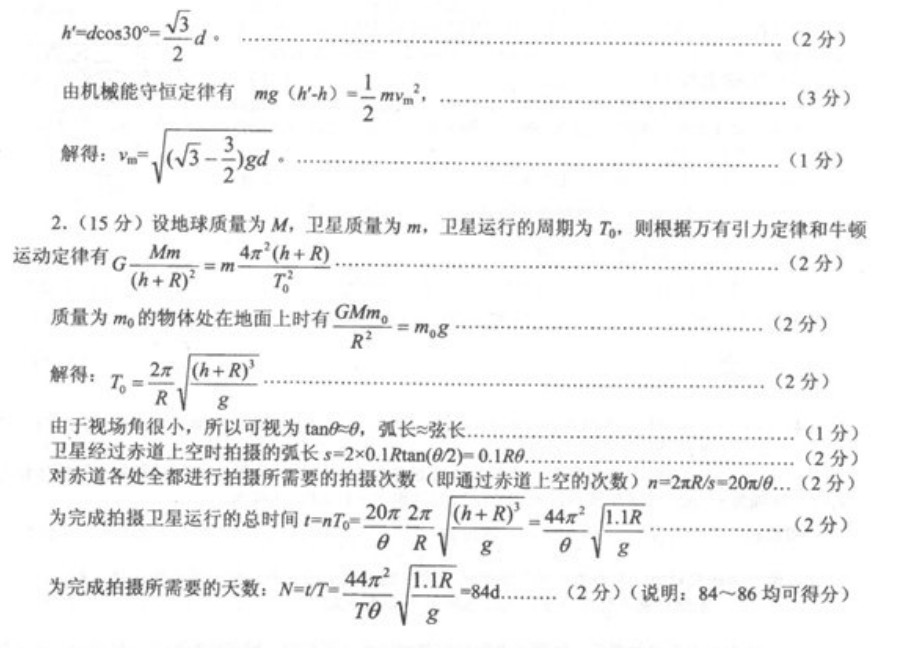 h'=dcos30°=$\frac{\sqrt{3}}{2}$d 。 ……………………………………………………（2 分）
由机械能守恒定律有 mg（h'-h）=$\frac{1}{2}$mv$_m$²，……………………………………（3 分）
解得：v$_m$=$\sqrt{(\sqrt{3}-\frac{3}{2})gd}$ 。……………………………………………（1 分）
2.（15 分）设地球质量为 M，卫星质量为 m，卫星运行的周期为 T₀，则根据万有引力定律和牛顿
运动定律有 $G\frac{Mm}{(h+R)^2}=m\frac{4\pi^2(h+R)}{T_0^2}$……………………………………（2 分）
质量为 m₀的物体处在地面上时有 $\frac{GMm_0}{R^2}=m_0g$……………………………（2 分）
解得：$T_0=\frac{2\pi}{R}\sqrt{\frac{(h+R)^3}{g}}$……………………………………………（2 分）
由于视场角很小，所以可视为 tanθ≈θ，弧长≈弦长……………………………（1 分）
卫星经过赤道上空时拍摄的弧长 s=2×0.1Rtan(θ/2)= 0.1Rθ……………………（2 分）
对赤道各处全都进行拍摄所需要的拍摄次数（即通过赤道上空的次数）n=2πR/s=20π/θ…（2 分）
为完成拍摄卫星运行的总时间 t=nT₀=$\frac{20\pi}{\theta}\frac{2\pi}{R}\sqrt{\frac{(h+R)^3}{g}}=\frac{44\pi^2}{\theta}\sqrt{\frac{1.1R}{g}}$………………（2 分）
为完成拍摄所需要的天数：N=t/T=$\frac{44\pi^2}{T\theta}\sqrt{\frac{1.1R}{g}}$=84d………（2 分）（说明：84～86 均可得分）